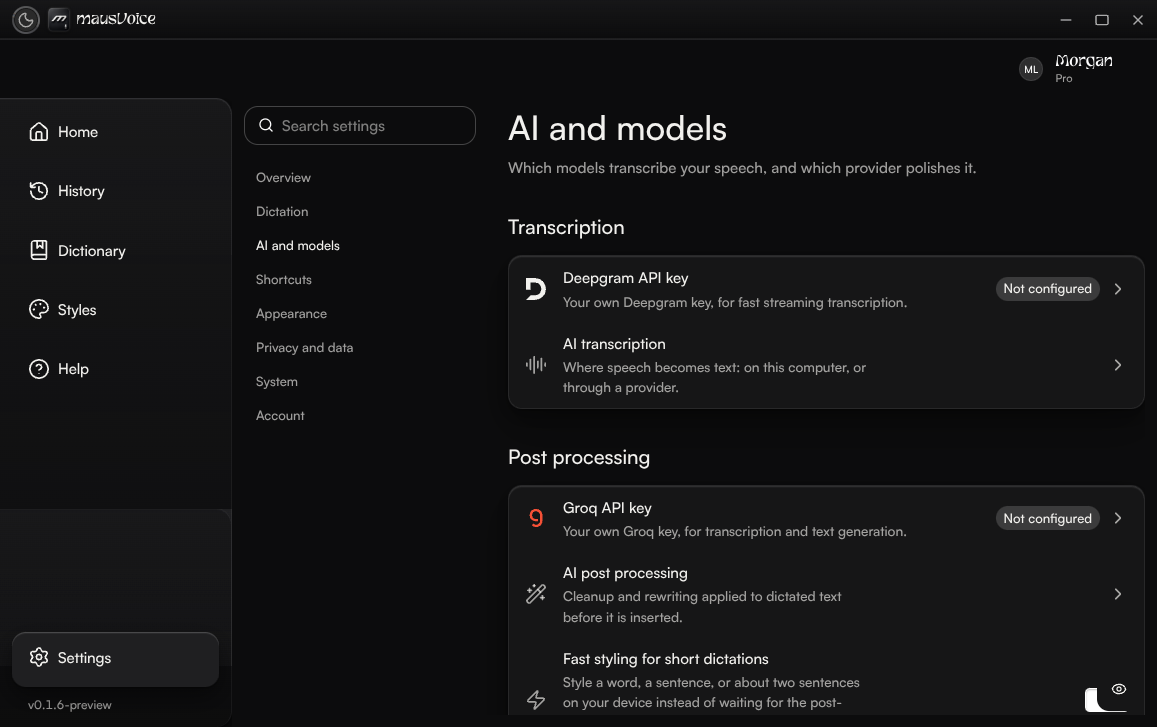 mausVoice
ML
Morgan
Pro
Home
History
Dictionary
Styles
Help
Settings
v0.1.6-preview
Search settings
Overview
Dictation
AI and models
Shortcuts
Appearance
Privacy and data
System
Account
AI and models
Which models transcribe your speech, and which provider polishes it.
Transcription
Deepgram API key
Your own Deepgram key, for fast streaming transcription.
Not configured
AI transcription
Where speech becomes text: on this computer, or
through a provider.
Post processing
Groq API key
Your own Groq key, for transcription and text generation.
Not configured
AI post processing
Cleanup and rewriting applied to dictated text
before it is inserted.
Fast styling for short dictations
Style a word, a sentence, or about two sentences
on your device instead of waiting for the post-